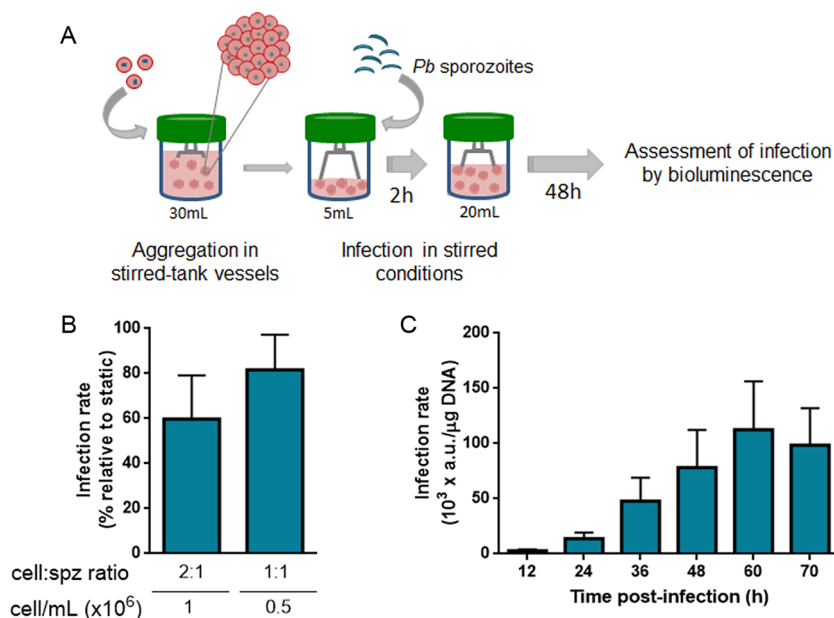 A
Pb sporozoites
30mL
5mL
2h
20mL
48h
Assessment of infection
by bioluminescence
Aggregation in
stirred-tank vessels
Infection in stirred
conditions
B
Infection rate
(% relative to static)
100
80
60
40
20
0
cell:spz ratio
2:1
1:1
cell/mL (x10⁶)
1
0.5
C
Infection rate
(10³ x a.u./µg DNA)
200
150
100
50
0
12
24
36
48
60
70
Time post-infection (h)